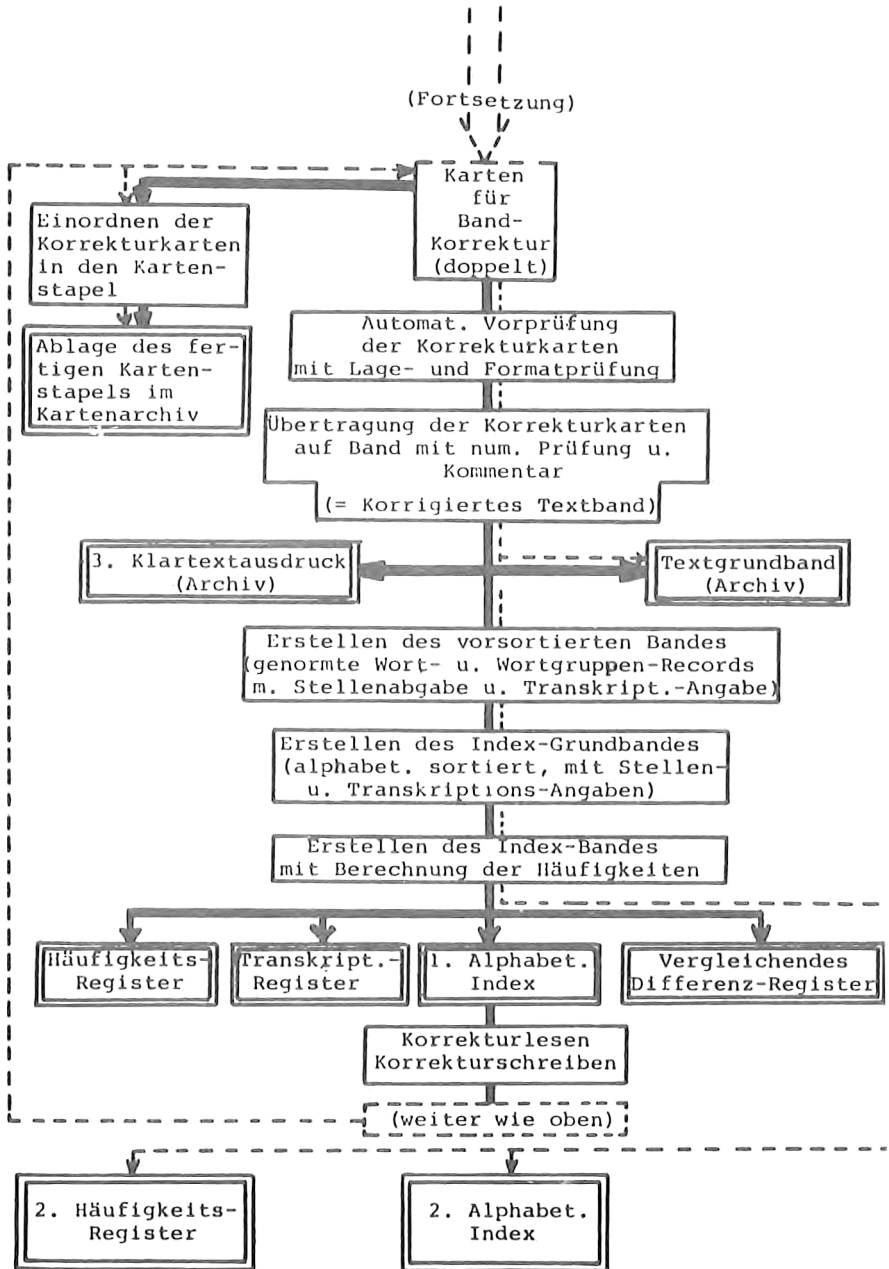 (Fortsetzung)
Karten
für
Band-
Korrektur
(doppelt)
Einordnen der
Korrekturkarten
in den Karten-
stapel
Ablage des fer-
tigen Karten-
stapels im
Kartenarchiv
Automat. Vorprüfung
der Korrekturkarten
mit Lage- und Formatprüfung
Übertragung der Korrekturkarten
auf Band mit num. Prüfung u.
Kommentar
(= Korrigiertes Textband)
3. Klartextausdruck
(Archiv)
Textgrundband
(Archiv)
Erstellen des vorsortierten Bandes
(genormte Wort- u. Wortgruppen-Records
m. Stellenabgabe u. Transkript.-Angabe)
Erstellen des Index-Grundbandes
(alphabet. sortiert, mit Stellen-
u. Transkriptions-Angaben)
Erstellen des Index-Bandes
mit Berechnung der Häufigkeiten
Häufigkeits-
Register
Transkript.-
Register
1. Alphabet.
Index
Vergleichendes
Differenz-Register
Korrekturlesen
Korrekturschreiben
(weiter wie oben)
2. Häufigkeits-
Register
2. Alphabet.
Index